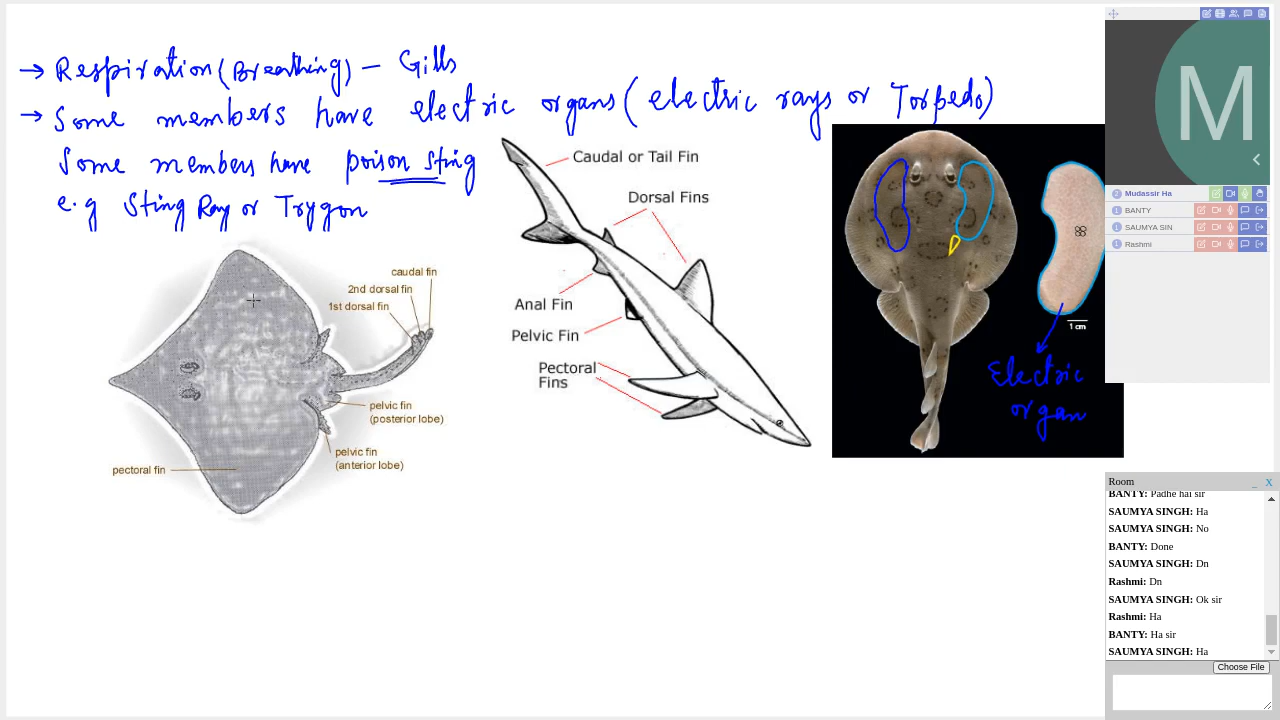 → Respiration (Breathing) – Gills
→ Some members have electric organs (electric rays or Torpedo)
Some members have poison sting
e.g Sting Ray or Trygon
caudal fin
2nd dorsal fin
1st dorsal fin
pelvic fin
(posterior lobe)
pelvic fin
(anterior lobe)
pectoral fin
Caudal or Tail Fin
Dorsal Fins
Anal Fin
Pelvic Fin
Pectoral
Fins
1 cm
Electric
organ
M
Mudassir Ha
BANTY
SAUMYA SIN
Rashmi
Room
_ X
BANTY: Padhe hai sir
SAUMYA SINGH: Ha
SAUMYA SINGH: No
BANTY: Done
SAUMYA SINGH: Dn
Rashmi: Dn
SAUMYA SINGH: Ok sir
Rashmi: Ha
BANTY: Ha sir
SAUMYA SINGH: Ha
Choose File